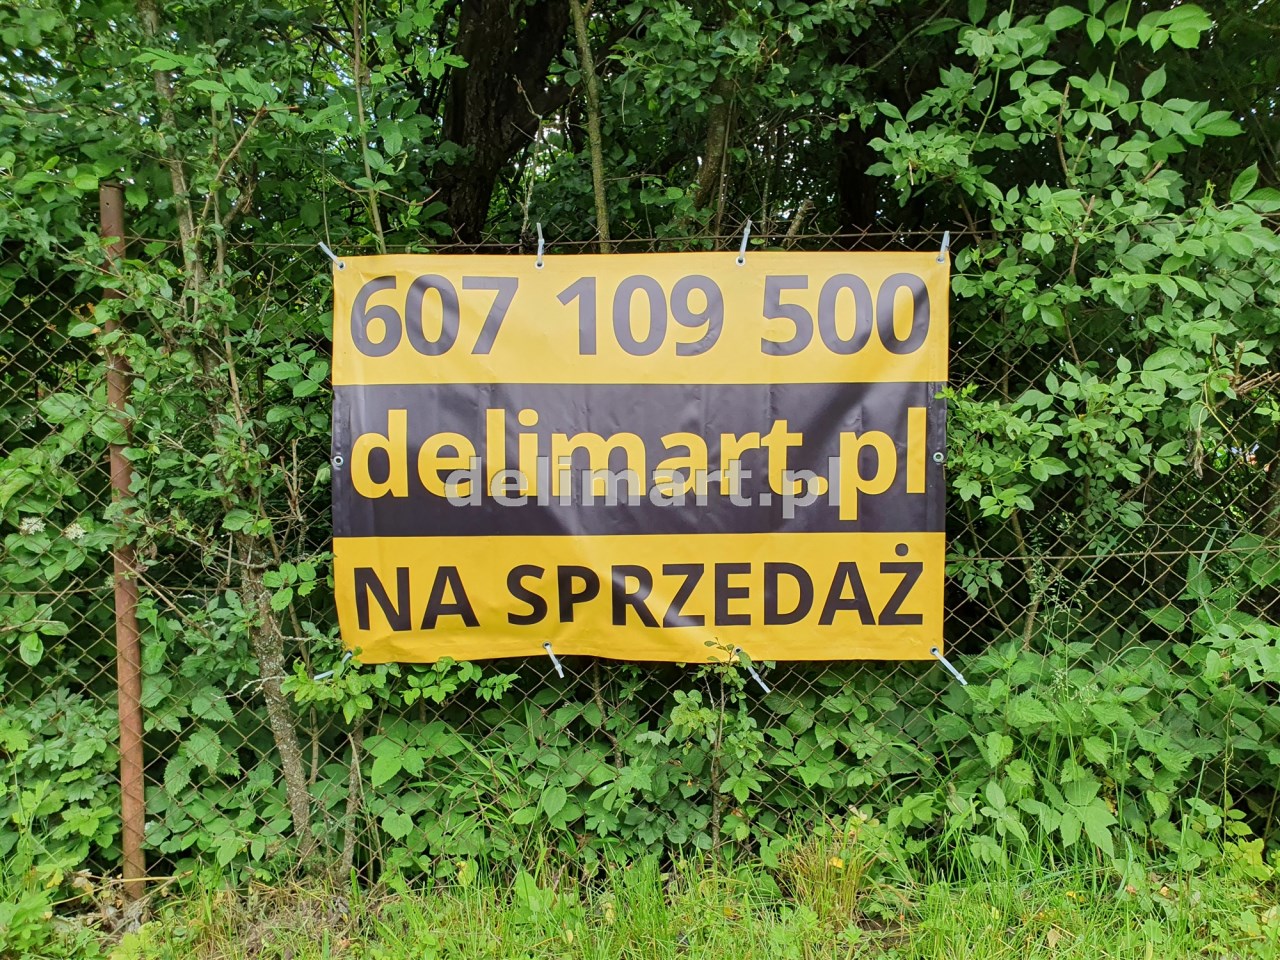 607 109 500
delimart.pl
delimart.pl
NA SPRZEDAŻ